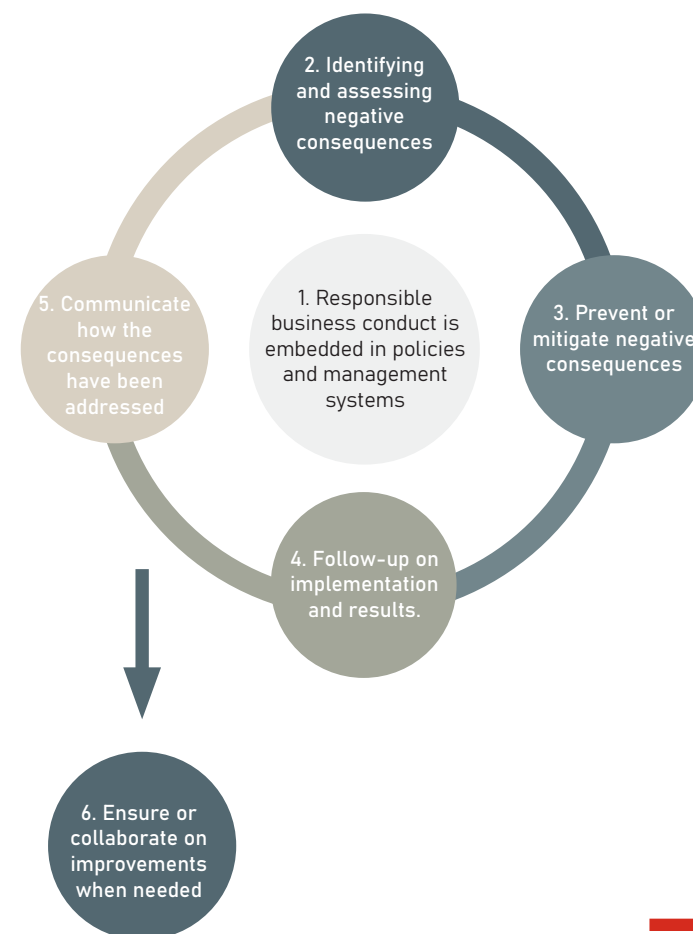 2. Identifying
and assessing
negative
consequences
1. Responsible
business conduct is
embedded in policies
and management
systems
3. Prevent or
mitigate negative
consequences
5. Communicate
how the
consequences
have been
addressed
4. Follow-up on
implementation
and results.
6. Ensure or
collaborate on
improvements
when needed